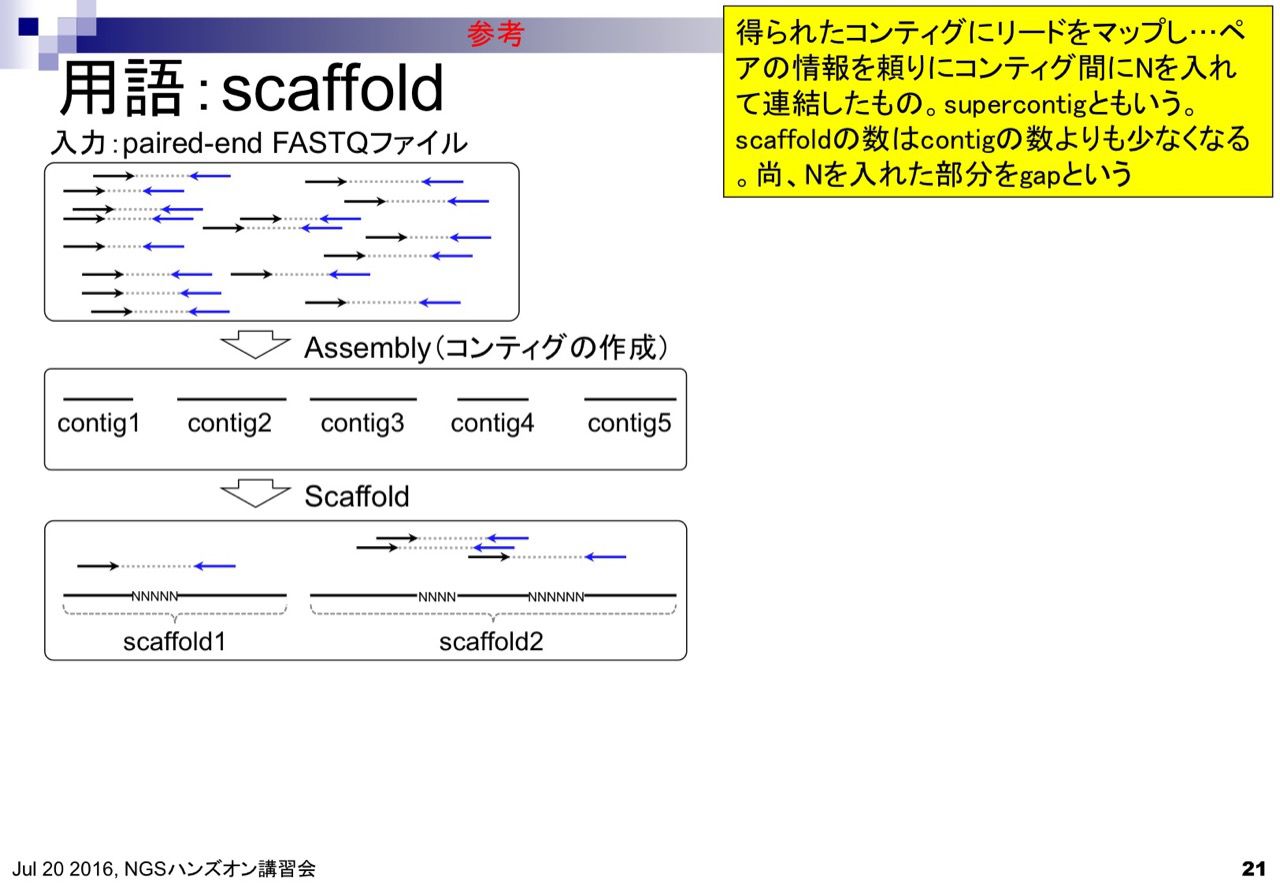 参考
用語：scaffold
得られたコンティグにリードをマップし…ペ
アの情報を頼りにコンティグ間にNを入れ
て連結したもの。supercontigともいう。
scaffoldの数はcontigの数よりも少なくなる
。尚、Nを入れた部分をgapという
入力：paired-end FASTQファイル
Assembly（コンティグの作成）
contig1 contig2 contig3 contig4 contig5
Scaffold
NNNNN NNNN NNNNNN
scaffold1 scaffold2
Jul 20 2016, NGSハンズオン講習会 21